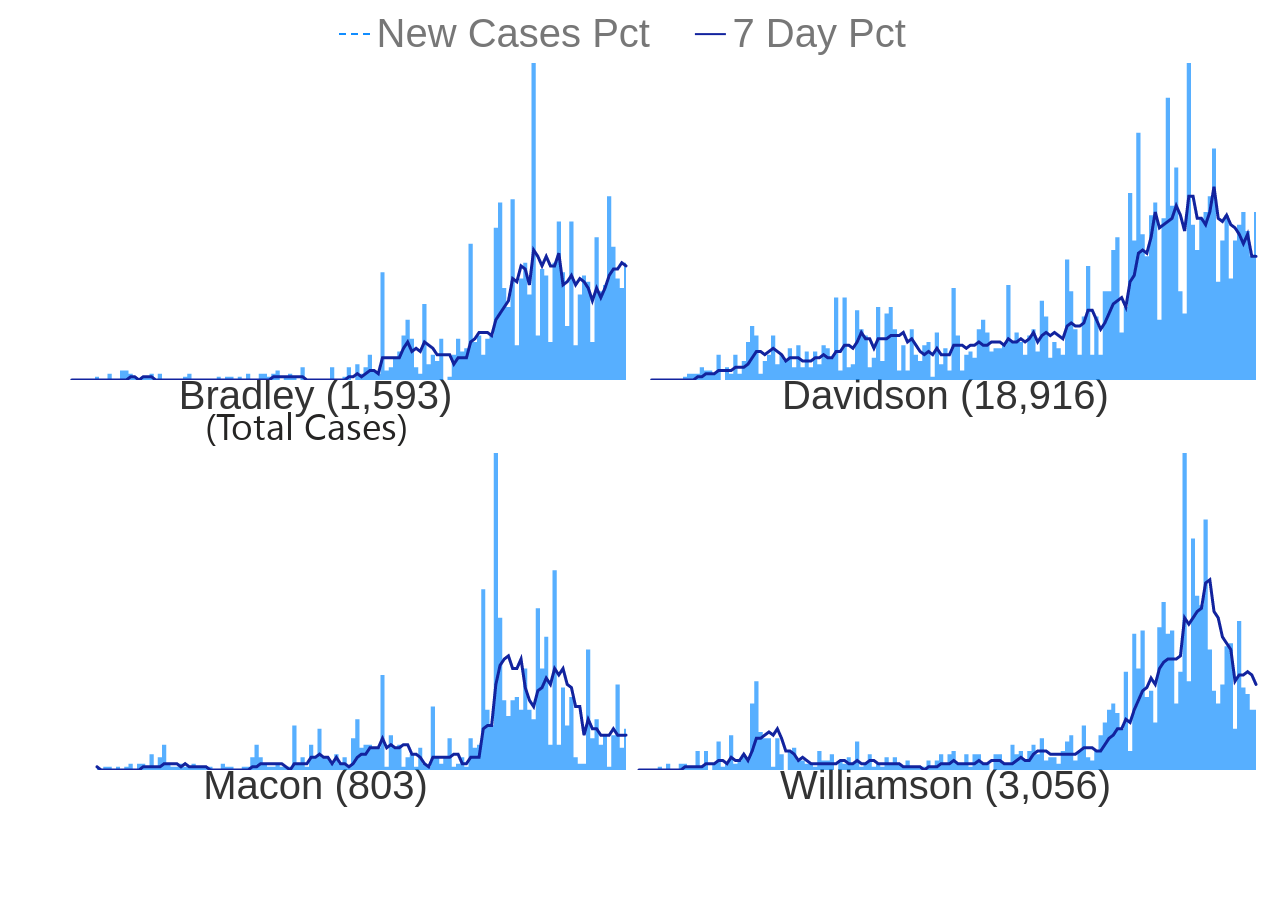 New Cases Pct 7 Day Pct
Bradley (1,593) Davidson (18,916)
(Total Cases)
Macon (803) Williamson (3,056)